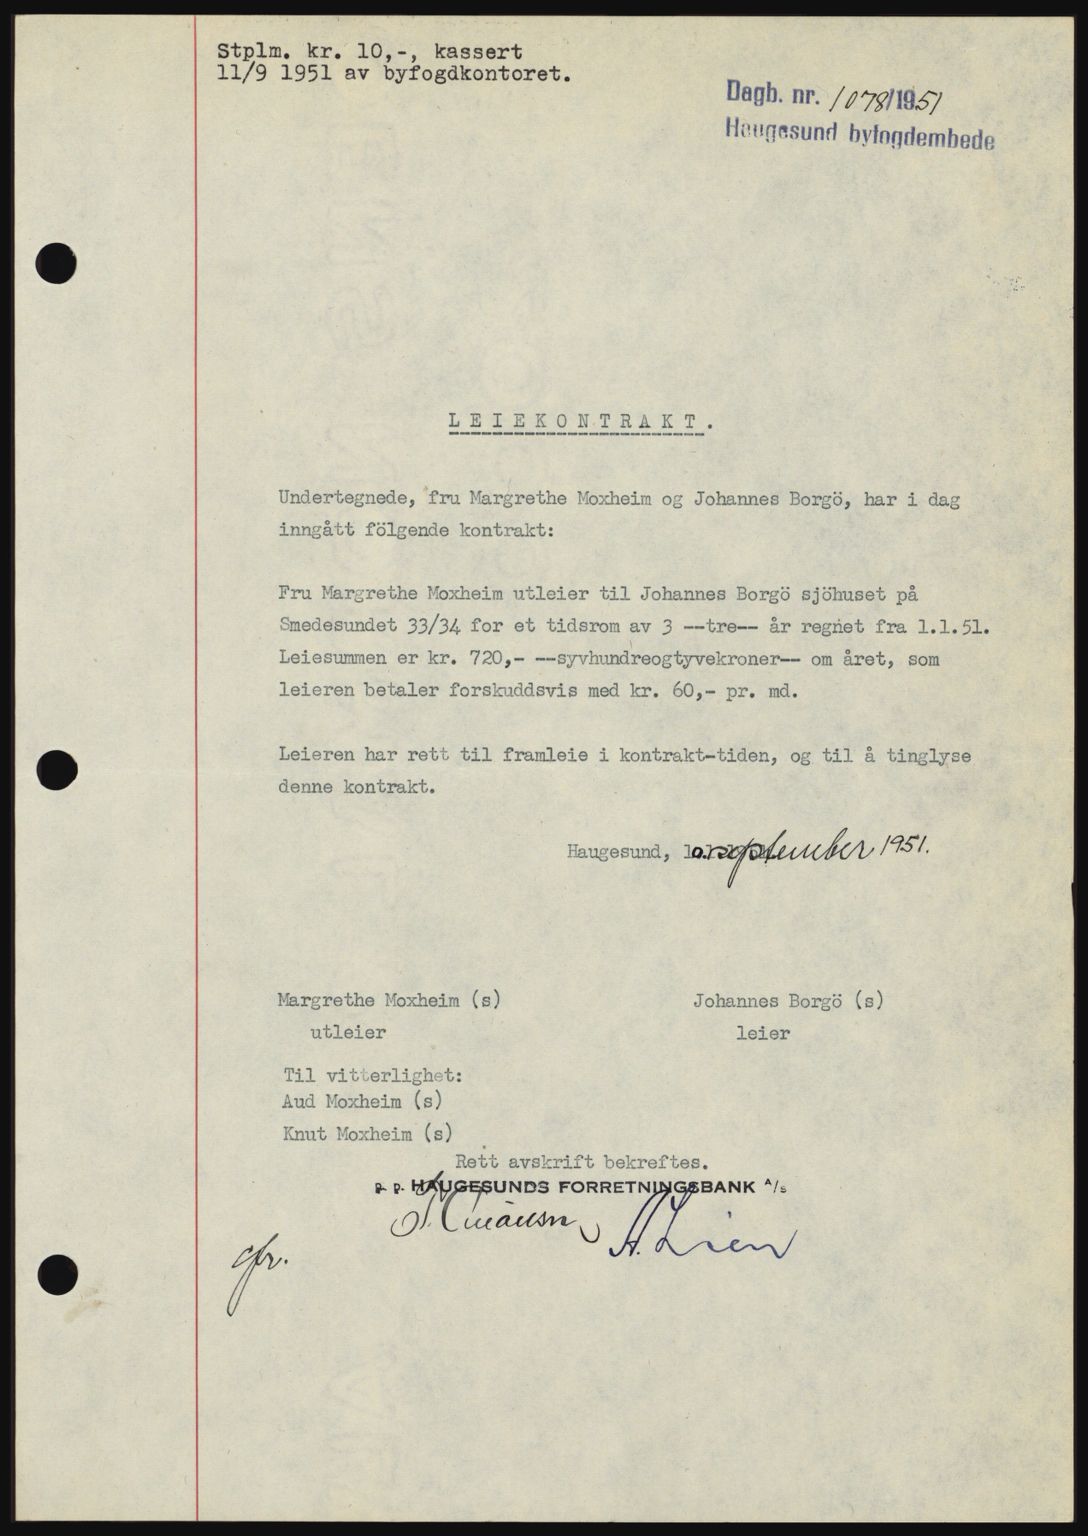 Stplm. kr. 10,-, kassert
11/9 1951 av byfogdkontoret.
Dagb. nr. 1078/1951
Haugesund byfogdembede
LEIEKONTRAKT.
Undertegnede, fru Margrethe Moxheim og Johannes Borgö, har i dag
inngått fölgende kontrakt:
Fru Margrethe Moxheim utleier til Johannes Borgö sjöhuset på
Smedesundet 33/34 for et tidsrom av 3 --tre-- år regnet fra 1.1.51.
Leiesummen er kr. 720,- --syvhundreogtyvekroner-- om året, som
leieren betaler forskuddsvis med kr. 60,- pr. md.
Leieren har rett til framleie i kontrakt-tiden, og til å tinglyse
denne kontrakt.
Haugesund, september 1951.
Margrethe Moxheim (s) Johannes Borgö (s)
utleier leier
Til vitterlighet:
Aud Moxheim (s)
Knut Moxheim (s)
Rett avskrift bekreftes.
p. p. HAUGESUNDS FORRETNINGSBANK A/s
A. Lien